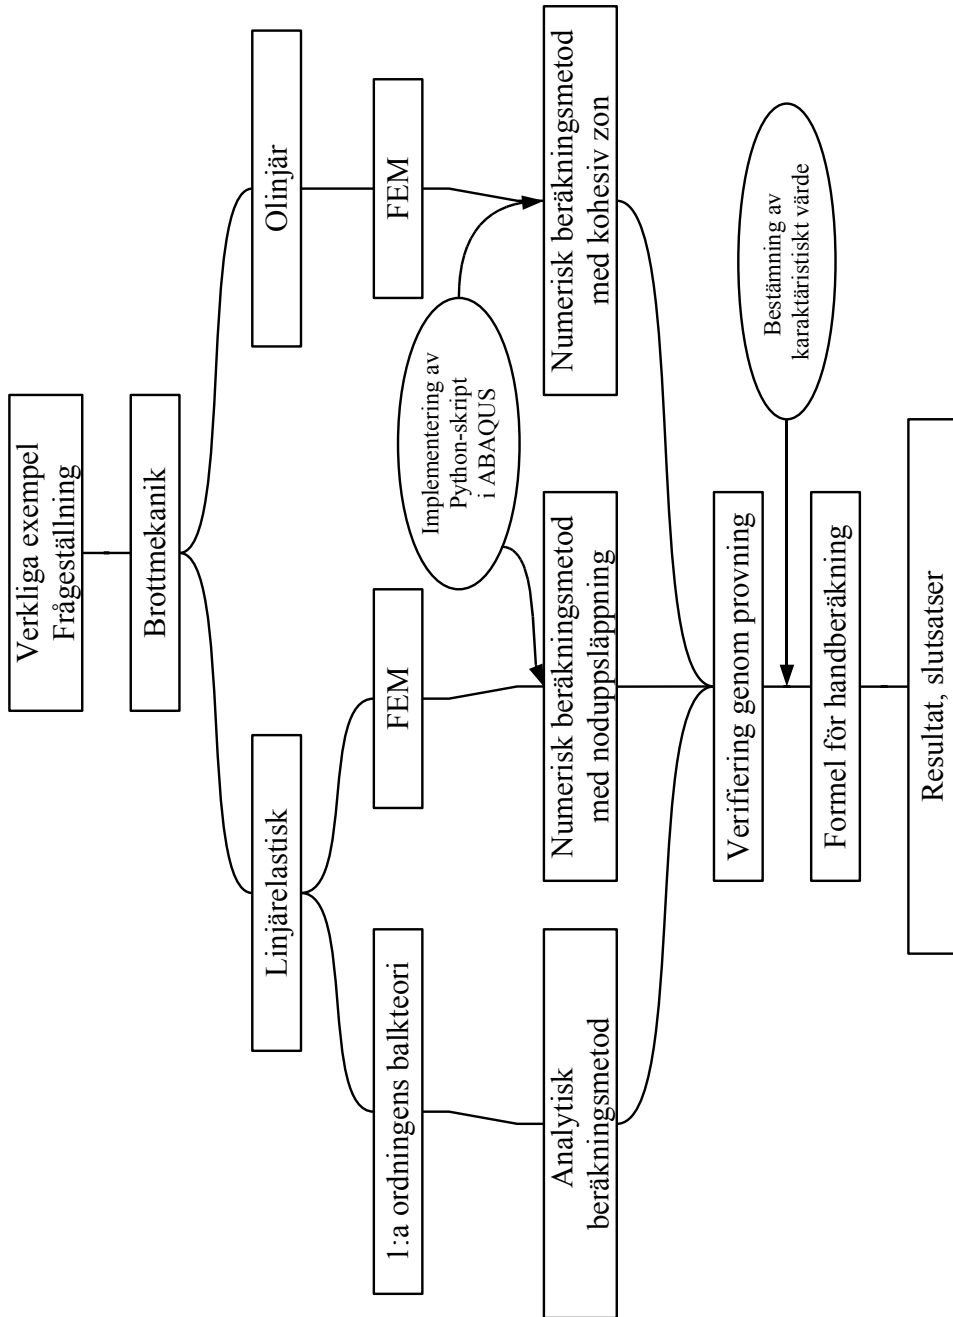 Verkliga exempel
Frågeställning
Brottmekanik
Linjärelastisk
Olinjär
1:a ordningens balkteori
FEM
FEM
Implementering av
Python-skript
i ABAQUS
Analytisk
beräkningsmetod
Numerisk beräkningsmetod
med noduppsläppning
Numerisk beräkningsmetod
med kohesiv zon
Verifiering genom provning
Bestämning av
karaktäristiskt värde
Formel för handberäkning
Resultat, slutsatser